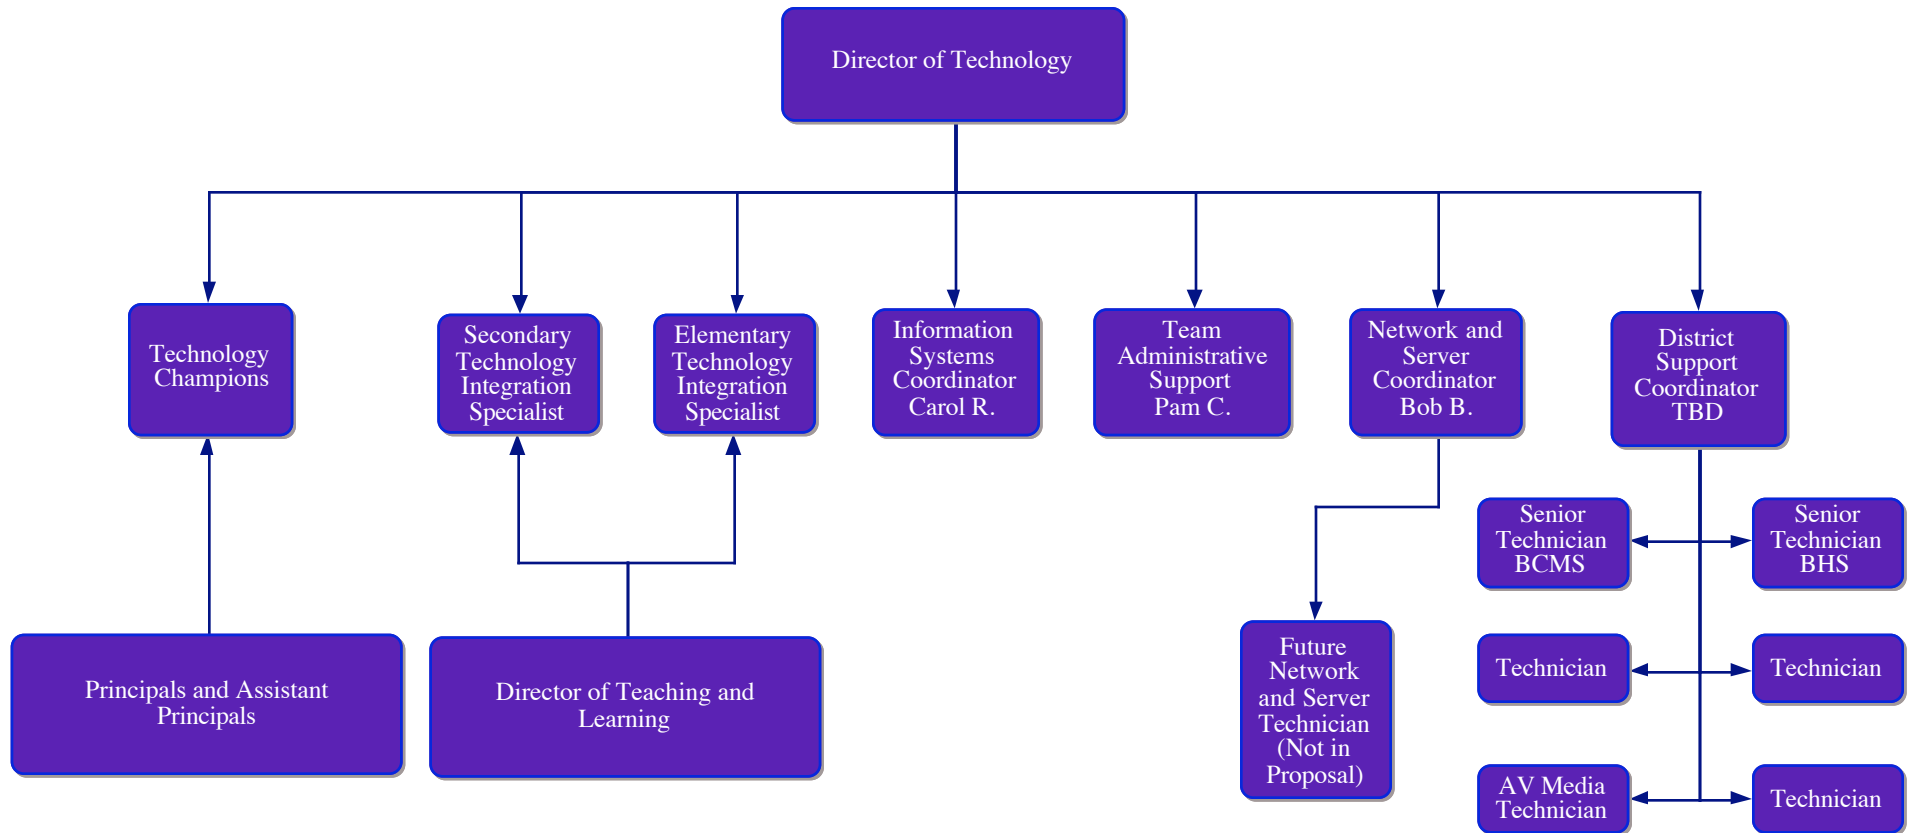 Director of Technology
Technology
Champions
Secondary
Technology
Integration
Specialist
Elementary
Technology
Integration
Specialist
Information
Systems
Coordinator
Carol R.
Team
Administrative
Support
Pam C.
Network and
Server
Coordinator
Bob B.
District
Support
Coordinator
TBD
Senior
Technician
BCMS
Senior
Technician
BHS
Principals and Assistant
Principals
Director of Teaching and
Learning
Future
Network
and Server
Technician
(Not in
Proposal)
Technician
Technician
AV Media
Technician
Technician